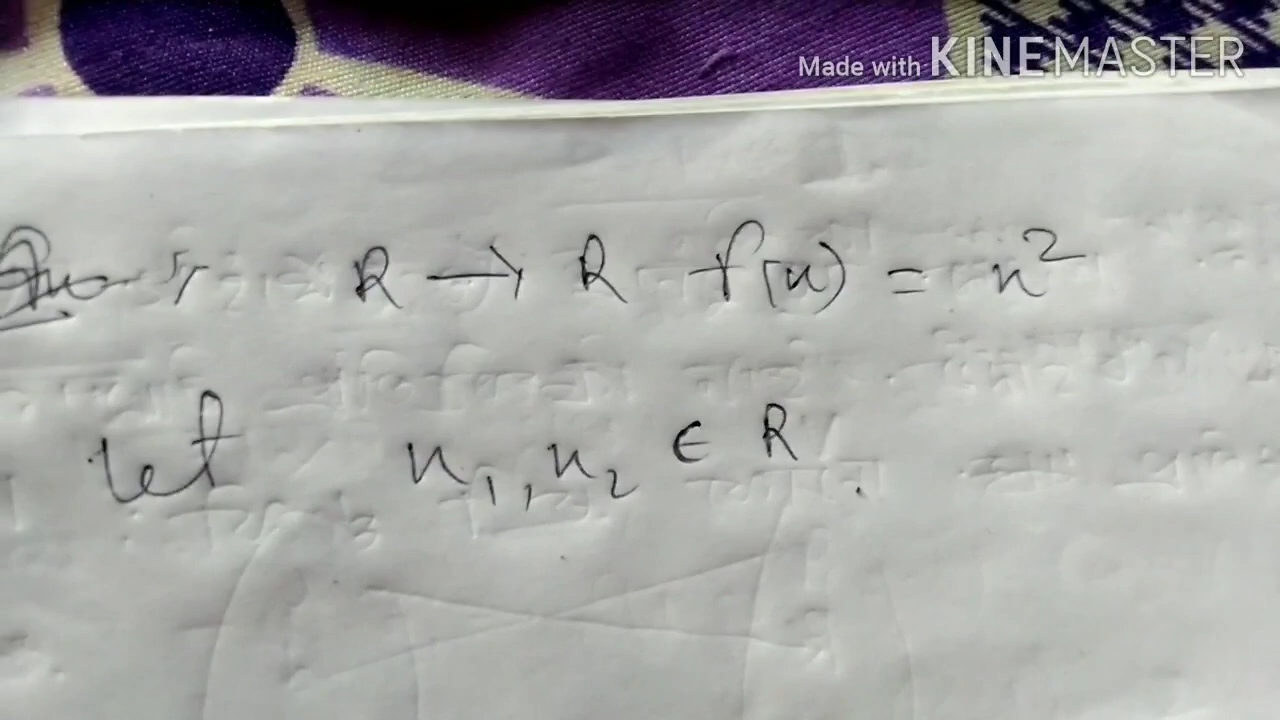 Made with KINEMASTER
R → R f(x) = x²
Let x₁, x₂ ∈ R.